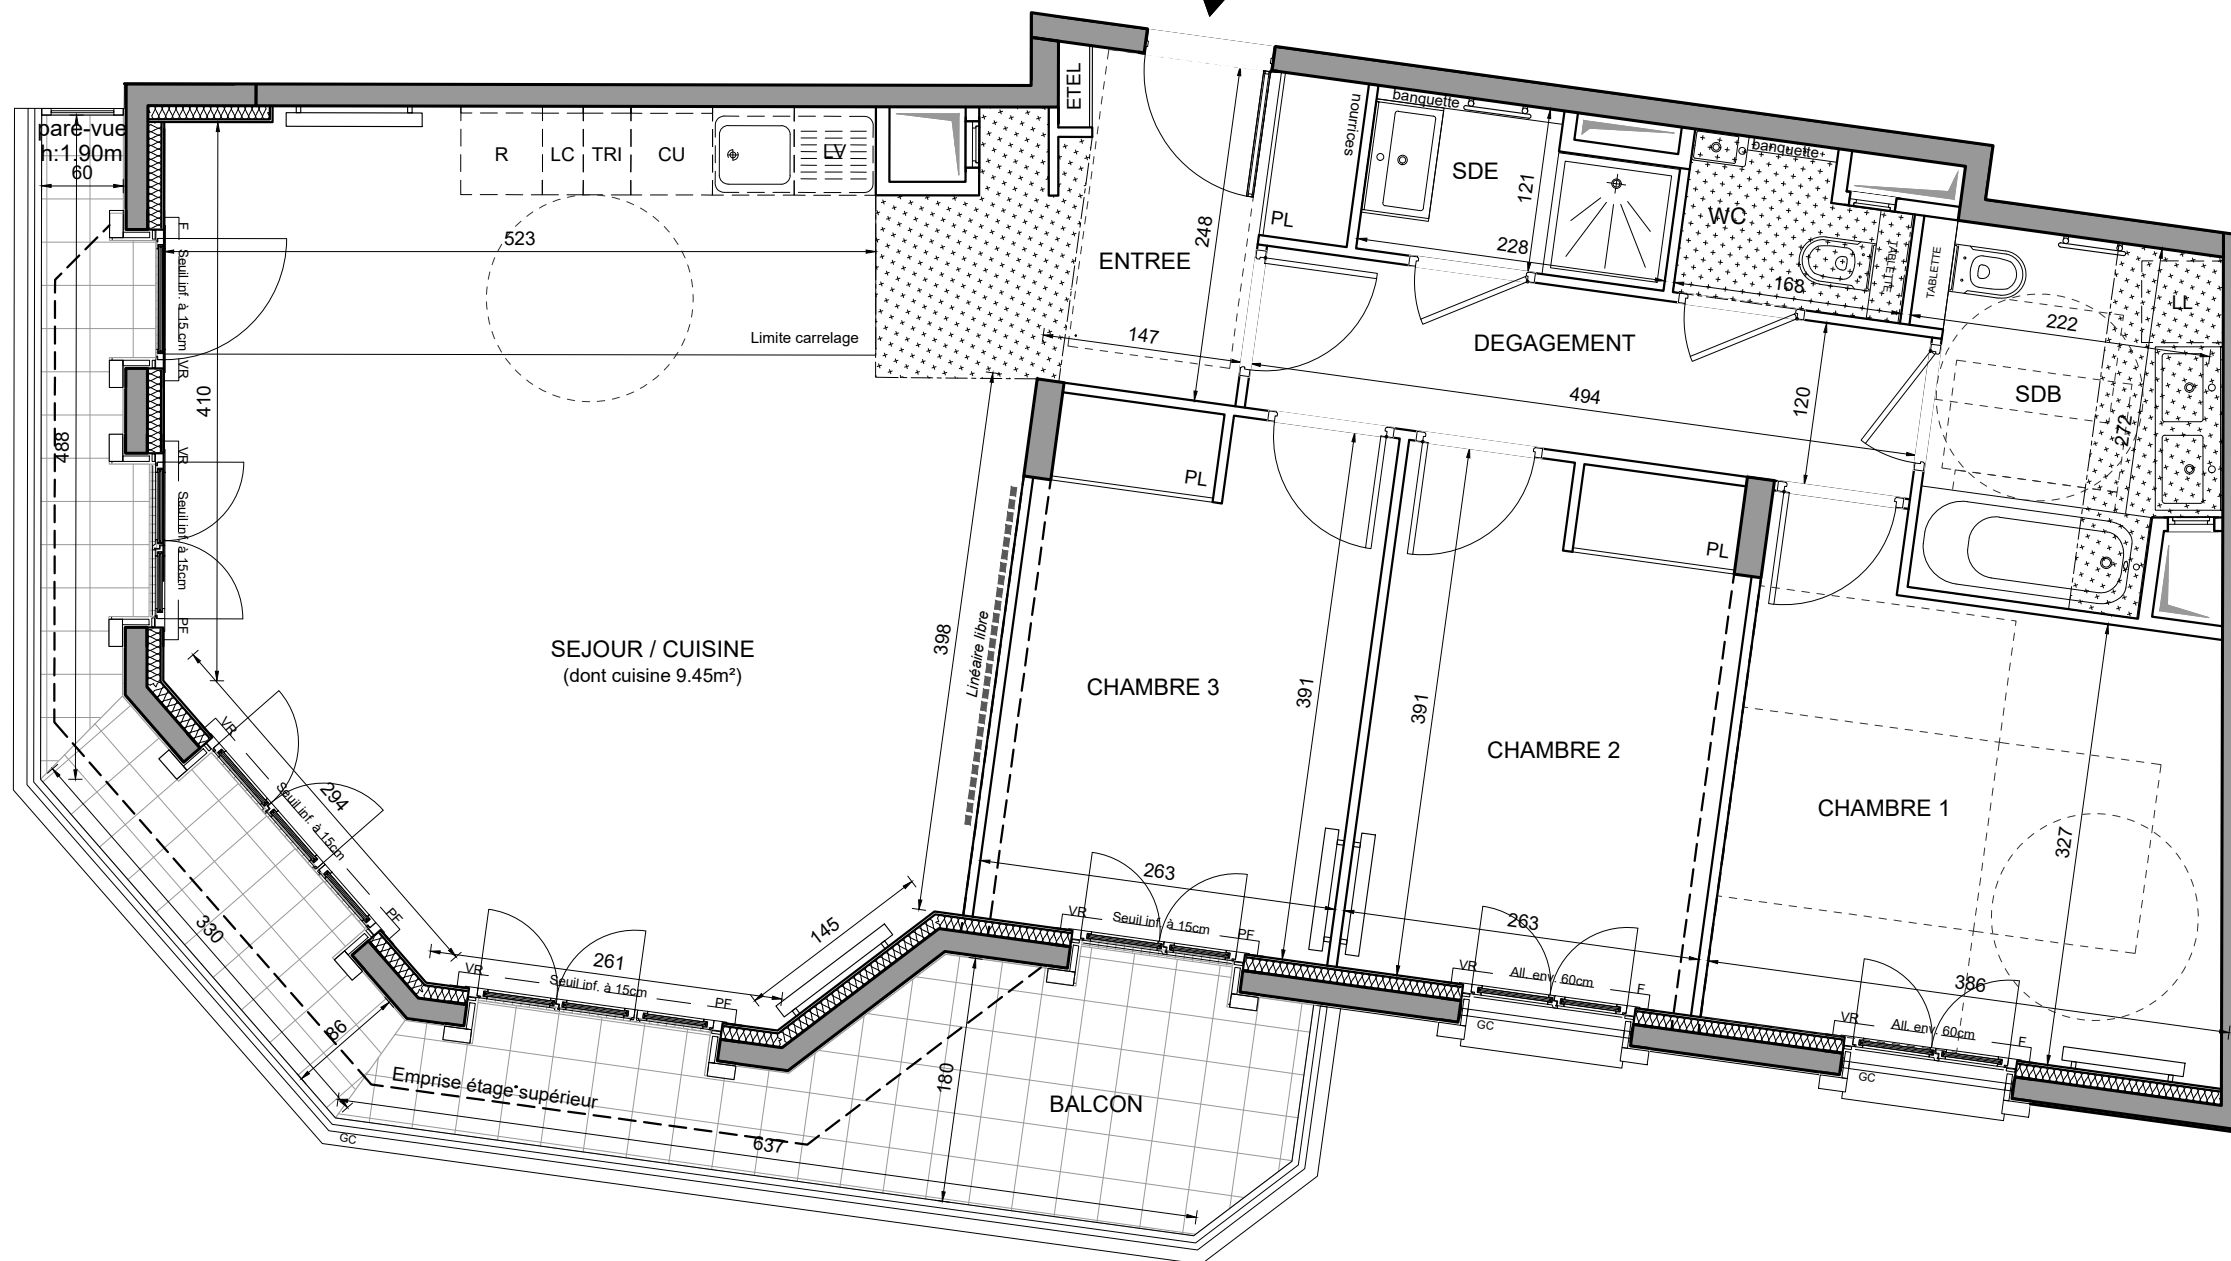 pare-vue
h:1.90m
60
488
410
F
Seuil inf. à 15 cm
VR
VR
Seuil inf. à 15cm
PF
523
R
LC
TRI
CU
LV
Limite carrelage
ETEL
ENTREE
248
147
PL
nourrices
banquette
SDE
121
228
WC
banquette
168
TABLETTE
TABLETTE
LL
222
SDB
272
DEGAGEMENT
494
120
PL
PL
SEJOUR / CUISINE
(dont cuisine 9.45m²)
398
Linéaire libre
CHAMBRE 3
391
391
CHAMBRE 2
CHAMBRE 1
327
VR
294
Seuil inf. à 15cm
PF
330
86
VR
261
Seuil inf. à 15cm
PF
145
263
VR
Seuil inf. à 15cm
PF
263
VR
All. env. 60cm
F
GC
386
VR
All. env. 60cm
F
GC
Emprise étage supérieur
180
BALCON
637
GC